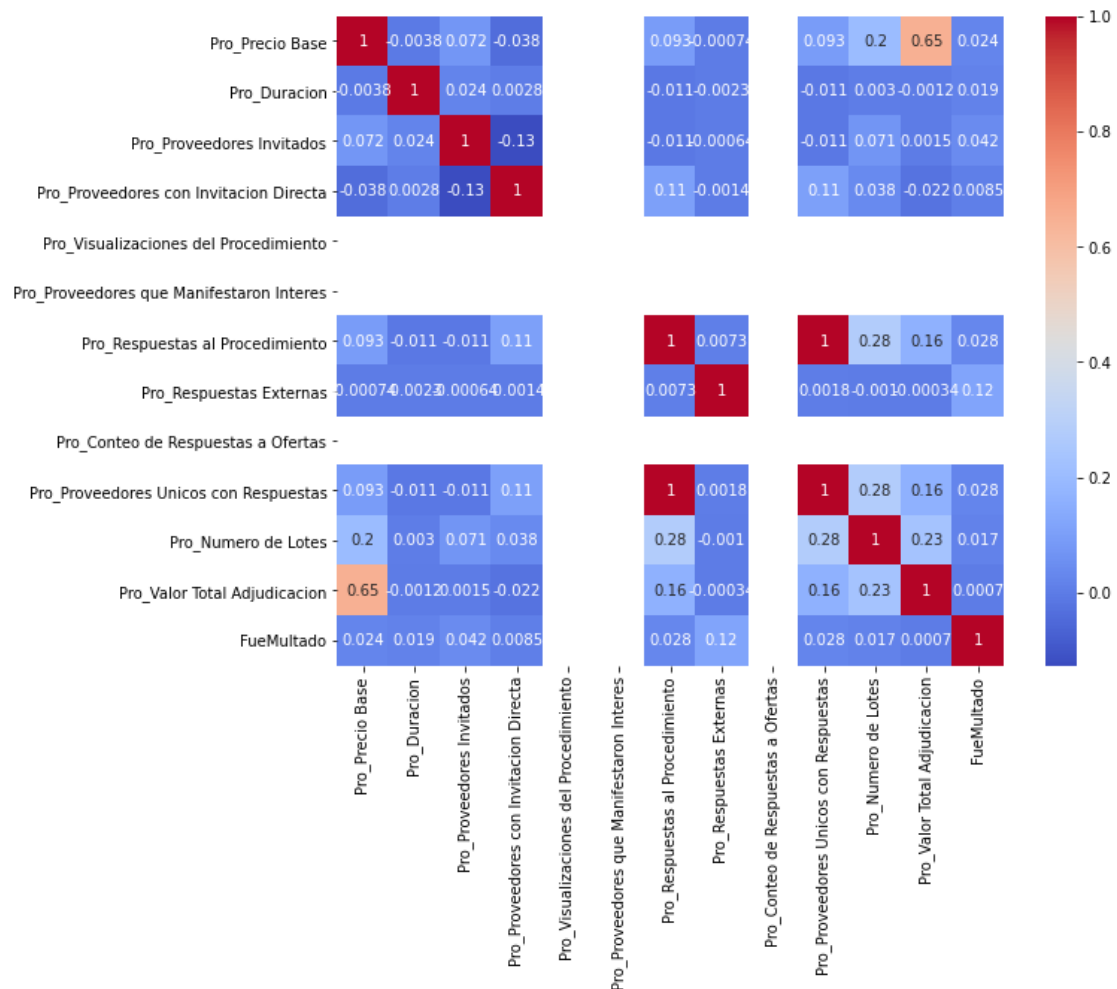 Pro_Precio Base 1 -0.0038 0.072 -0.038 0.093 -0.00074 0.093 0.2 0.65 0.024
Pro_Duracion -0.0038 1 0.024 0.0028 -0.011 -0.0023 -0.011 0.003 -0.0012 0.019
Pro_Proveedores Invitados 0.072 0.024 1 -0.13 -0.011 -0.00064 -0.011 0.071 0.0015 0.042
Pro_Proveedores con Invitacion Directa -0.038 0.0028 -0.13 1 0.11 -0.0014 0.11 0.038 -0.022 0.0085
Pro_Visualizaciones del Procedimiento
Pro_Proveedores que Manifestaron Interes
Pro_Respuestas al Procedimiento 0.093 -0.011 -0.011 0.11 1 0.0073 1 0.28 0.16 0.028
Pro_Respuestas Externas -0.00074 -0.0023 -0.00064 -0.0014 0.0073 1 0.0018 -0.001 -0.00034 0.12
Pro_Conteo de Respuestas a Ofertas
Pro_Proveedores Unicos con Respuestas 0.093 -0.011 -0.011 0.11 1 0.0018 1 0.28 0.16 0.028
Pro_Numero de Lotes 0.2 0.003 0.071 0.038 0.28 -0.001 0.28 1 0.23 0.017
Pro_Valor Total Adjudicacion 0.65 -0.0012 0.0015 -0.022 0.16 -0.00034 0.16 0.23 1 0.0007
FueMultado 0.024 0.019 0.042 0.0085 0.028 0.12 0.028 0.017 0.0007 1
Pro_Precio Base
Pro_Duracion
Pro_Proveedores Invitados
Pro_Proveedores con Invitacion Directa
Pro_Visualizaciones del Procedimiento
Pro_Proveedores que Manifestaron Interes
Pro_Respuestas al Procedimiento
Pro_Respuestas Externas
Pro_Conteo de Respuestas a Ofertas
Pro_Proveedores Unicos con Respuestas
Pro_Numero de Lotes
Pro_Valor Total Adjudicacion
FueMultado
1.0
0.8
0.6
0.4
0.2
0.0